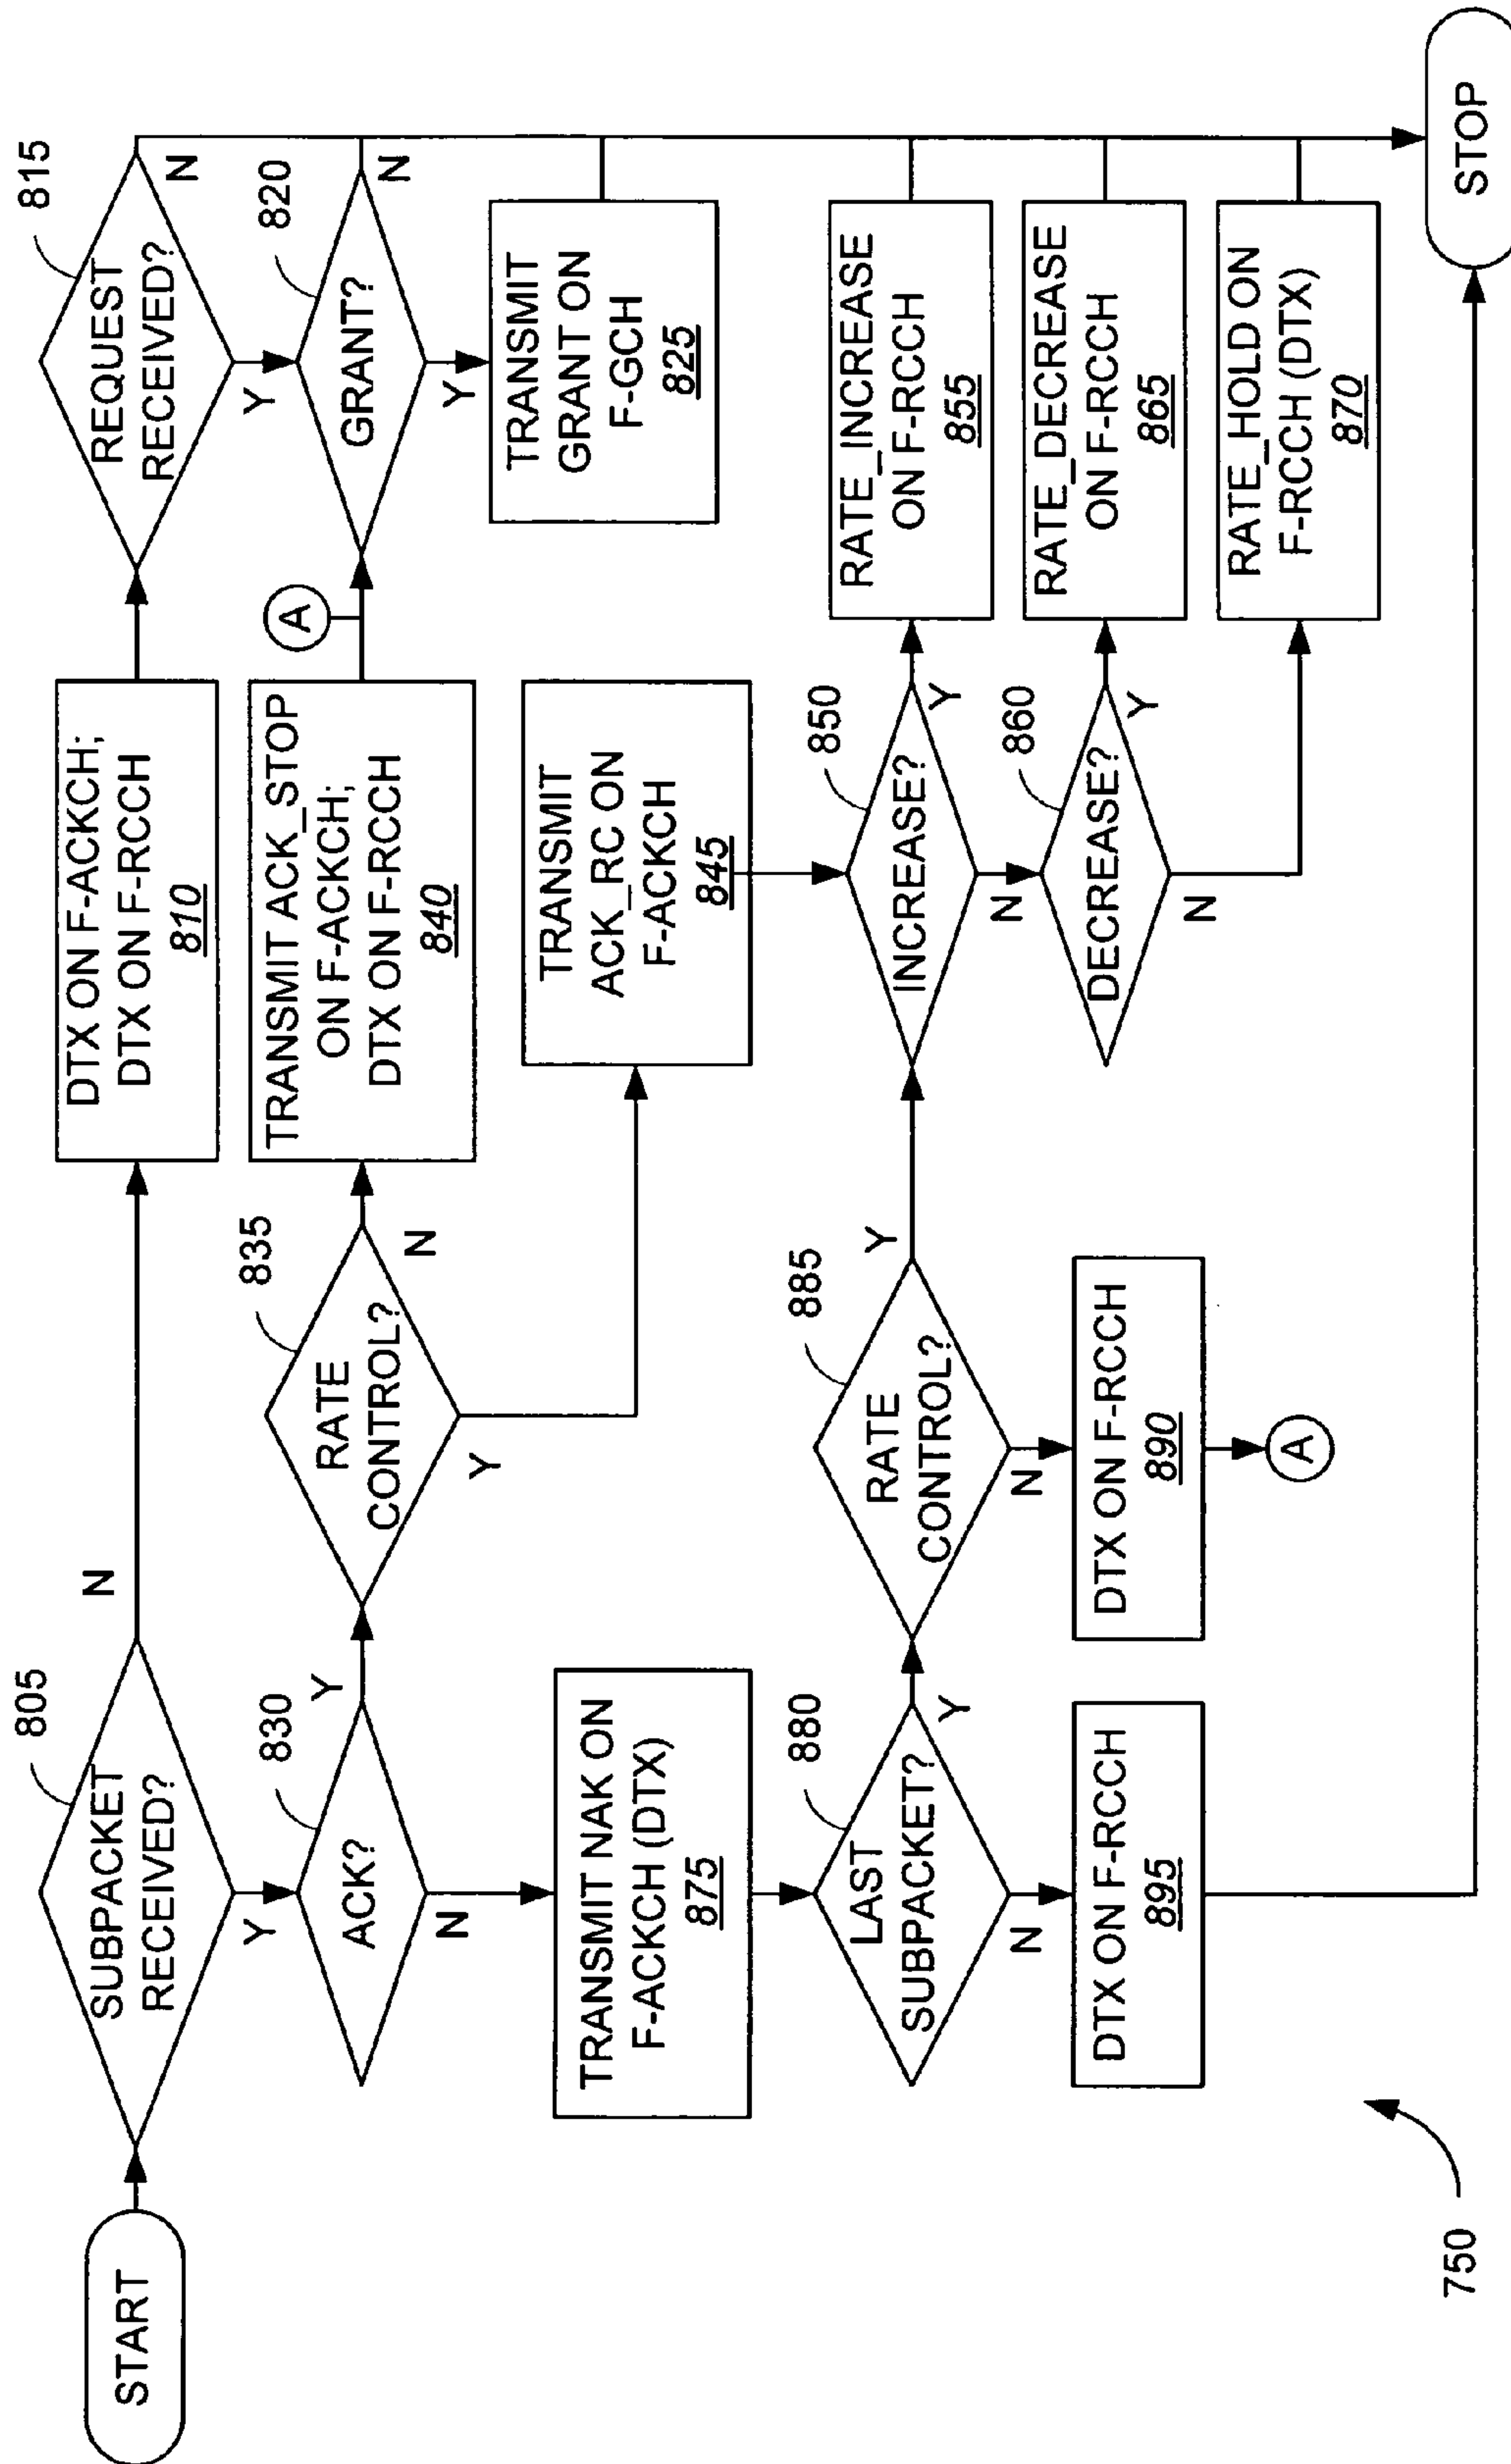 START
SUBPACKET
RECEIVED?
805
N
Y
DTX ON F-ACKCH;
DTX ON F-RCCH
810
REQUEST
RECEIVED?
815
N
Y
ACK?
830
Y
N
RATE
CONTROL?
835
N
Y
TRANSMIT ACK_STOP
ON F-ACKCH;
DTX ON F-RCCH
840
A
GRANT?
820
N
Y
TRANSMIT
GRANT ON
F-GCH
825
TRANSMIT NAK ON
F-ACKCH (DTX)
875
TRANSMIT
ACK_RC ON
F-ACKCH
845
LAST
SUBPACKET?
880
Y
N
RATE
CONTROL?
885
Y
N
INCREASE?
850
Y
N
RATE_INCREASE
ON F-RCCH
855
DTX ON F-RCCH
895
DTX ON F-RCCH
890
A
DECREASE?
860
Y
N
RATE_DECREASE
ON F-RCCH
865
RATE_HOLD ON
F-RCCH (DTX)
870
STOP
750